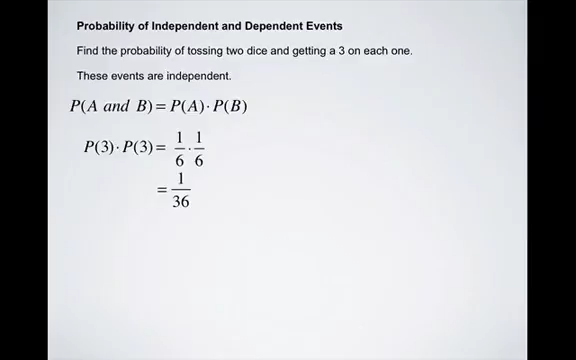 Probability of Independent and Dependent Events
Find the probability of tossing two dice and getting a 3 on each one.
These events are independent.
P(A and B) = P(A) · P(B)
P(3) · P(3) = 1/6 · 1/6
= 1/36